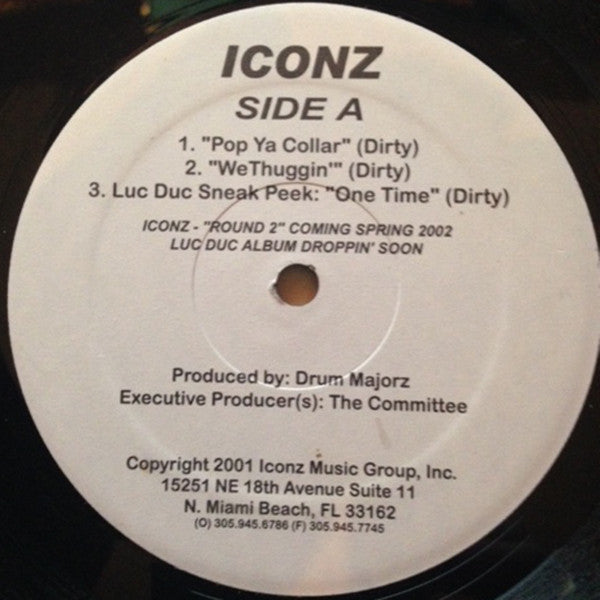 ICONZ
SIDE A
1. "Pop Ya Collar" (Dirty)
2. "WeThuggin'" (Dirty)
3. Luc Duc Sneak Peek: "One Time" (Dirty)
ICONZ - "ROUND 2" COMING SPRING 2002
LUC DUC ALBUM DROPPIN' SOON
Produced by: Drum Majorz
Executive Producer(s): The Committee
Copyright 2001 Iconz Music Group, Inc.
15251 NE 18th Avenue Suite 11
N. Miami Beach, FL 33162
(O) 305.945.6786 (F) 305.945.7745